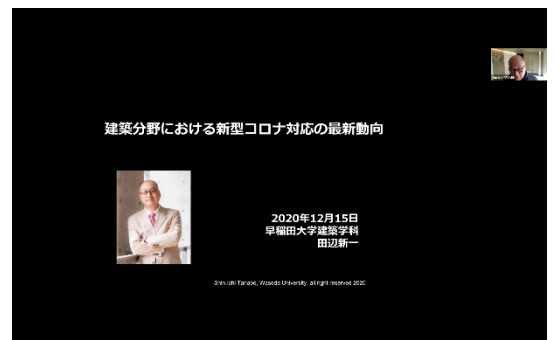 建築分野における新型コロナ対応の最新動向
2020年12月15日
早稲田大学建築学科
田辺新一
Shin-ichi Tanabe, Waseda University, all right reserved 2020